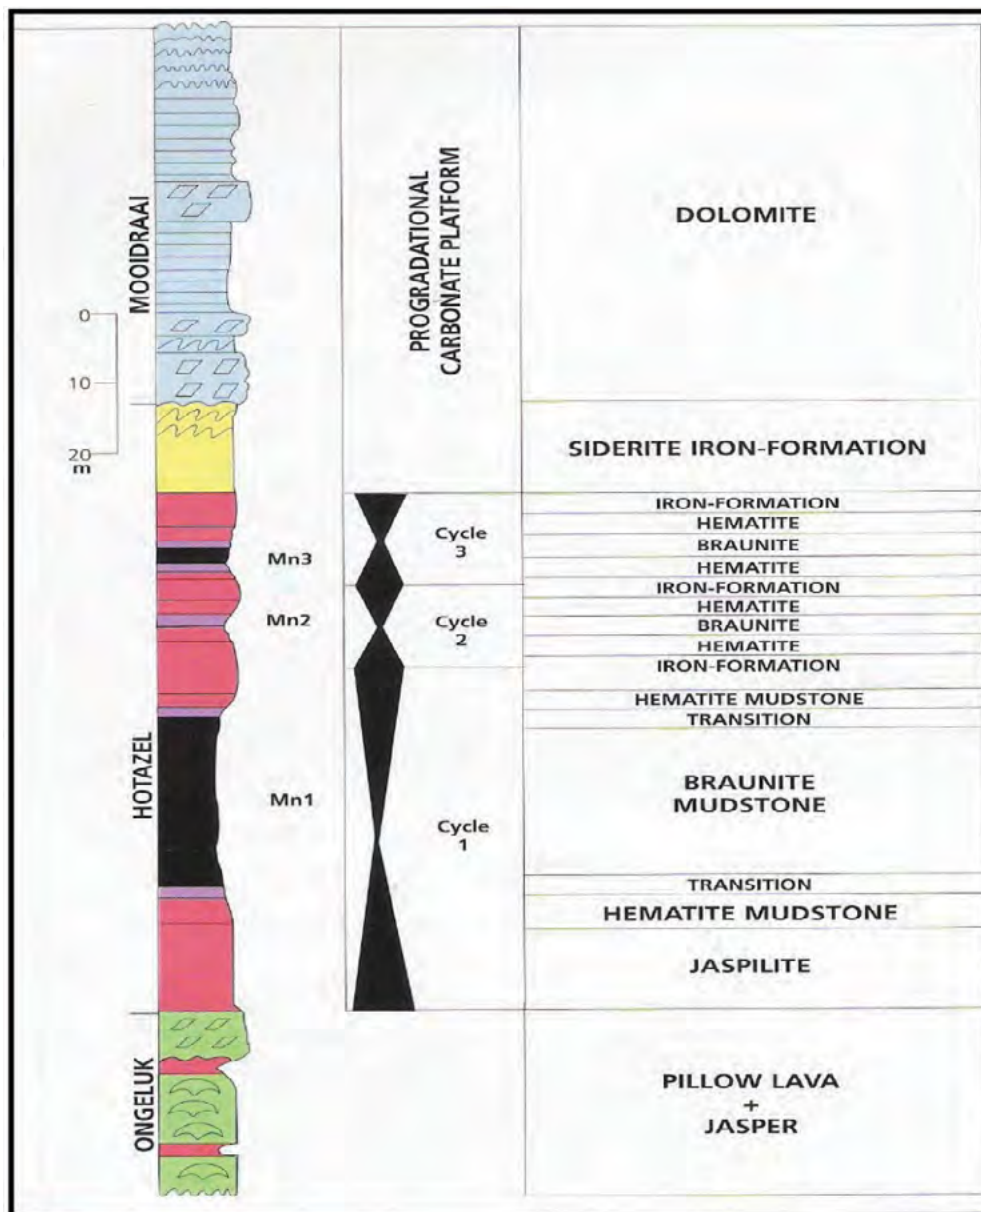 MOOIDRAAI
HOTAZEL
ONGELUK
0
10
20
m
Mn3
Mn2
Mn1
PROGRADATIONAL
CARBONATE PLATFORM
Cycle
3
Cycle
2
Cycle
1
DOLOMITE
SIDERITE IRON-FORMATION
IRON-FORMATION
HEMATITE
BRAUNITE
HEMATITE
IRON-FORMATION
HEMATITE
BRAUNITE
HEMATITE
IRON-FORMATION
HEMATITE MUDSTONE
TRANSITION
BRAUNITE
MUDSTONE
TRANSITION
HEMATITE MUDSTONE
JASPILITE
PILLOW LAVA
+
JASPER